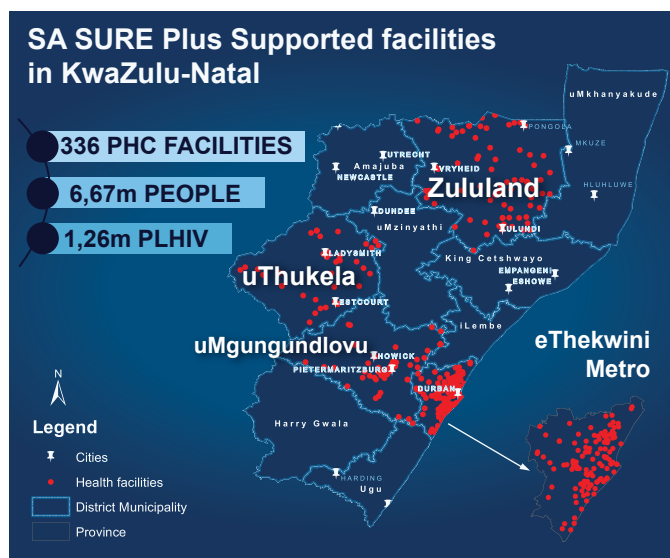 SA SURE Plus Supported facilities
in KwaZulu-Natal
336 PHC FACILITIES
6,67m PEOPLE
1,26m PLHIV
uMkhanyakude
PONGOLA
MKUZE
UTRECHT
Amajuba
NEWCASTLE
VRYHEID
Zululand
HLUHLUWE
DUNDEE
uMzinyathi
ULUNDI
LADYSMITH
King Cetshwayo
uThukela
EMPANGENI
ESHOWE
ESTCOURT
iLembe
uMgungundlovu
HOWICK
PIETERMARITZBURG
DURBAN
eThekwini
Metro
Harry Gwala
HARDING
Ugu
N
Legend
Cities
Health facilities
District Municipality
Province